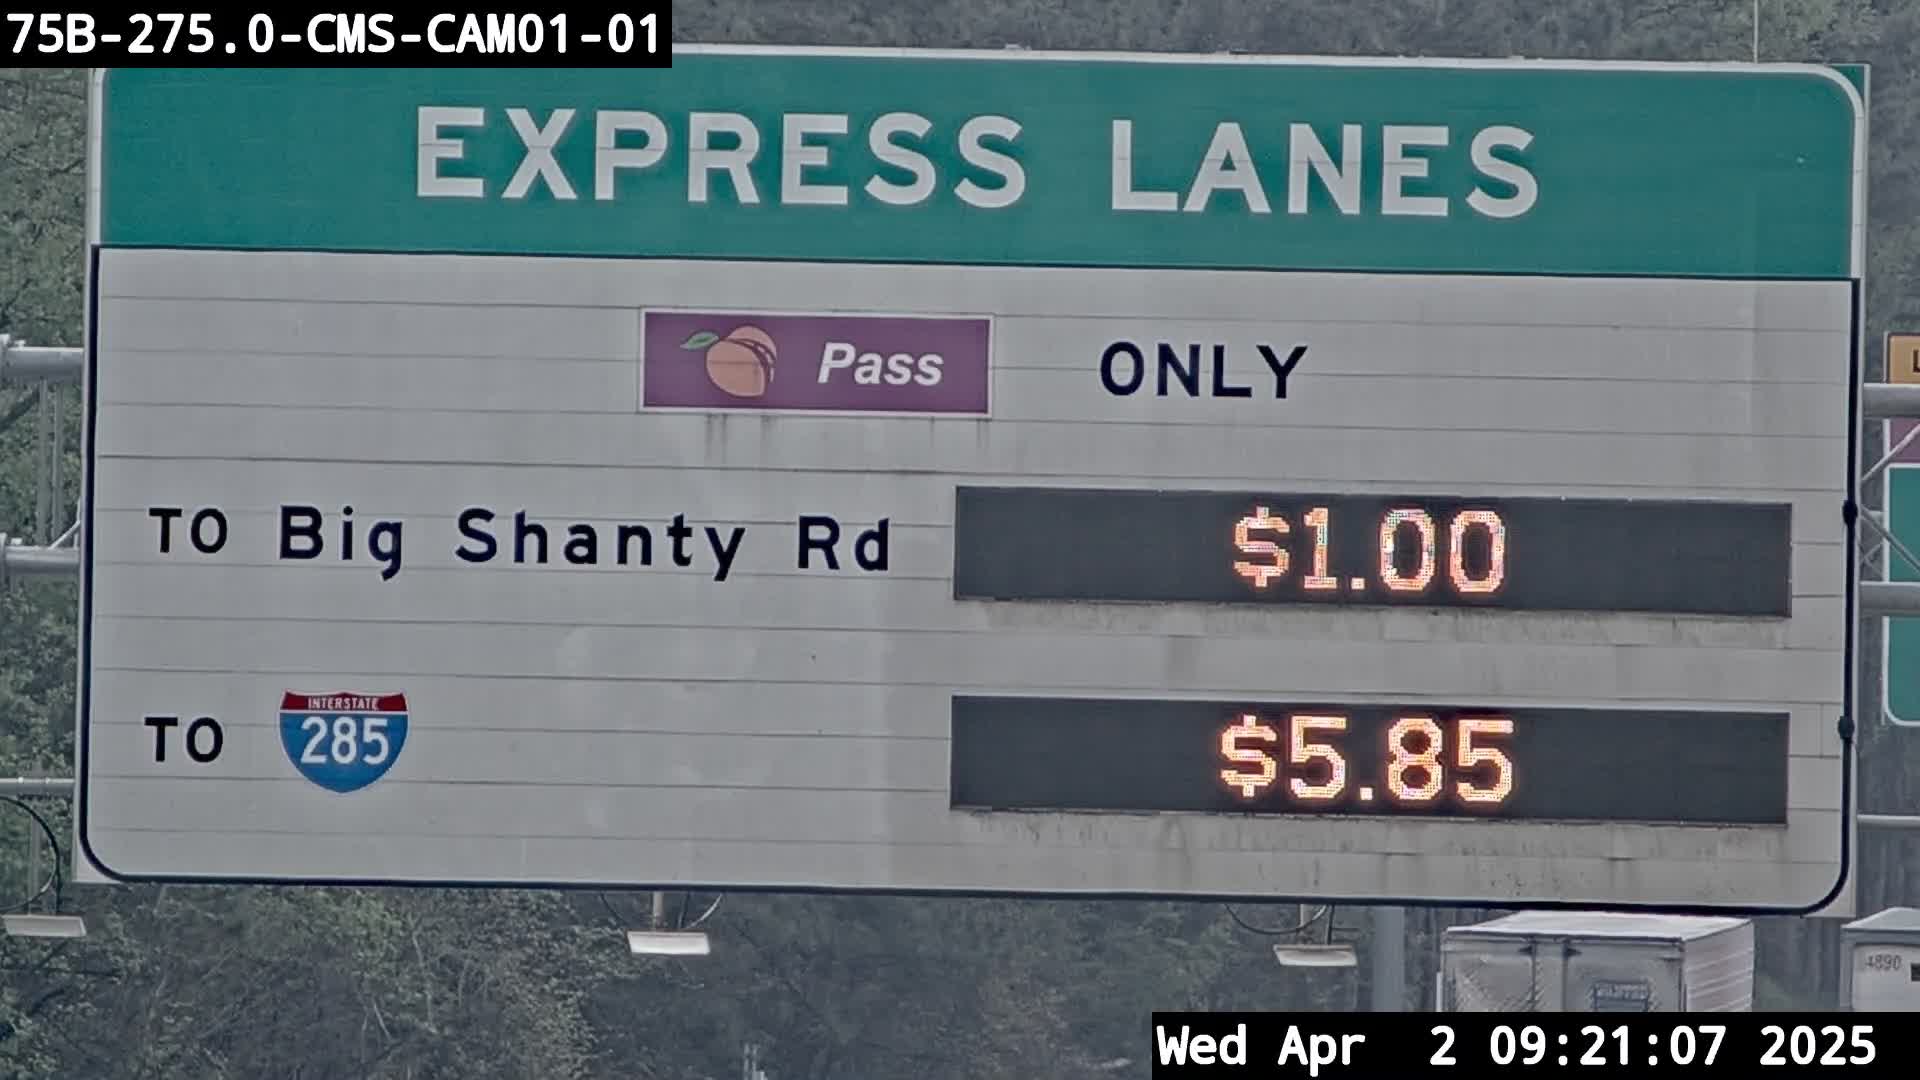 75B-275.0-CMS-CAM01-01
EXPRESS LANES
Pass ONLY
TO Big Shanty Rd $1.00
TO INTERSTATE 285 $5.85
4890
Wed Apr 2 09:21:07 2025